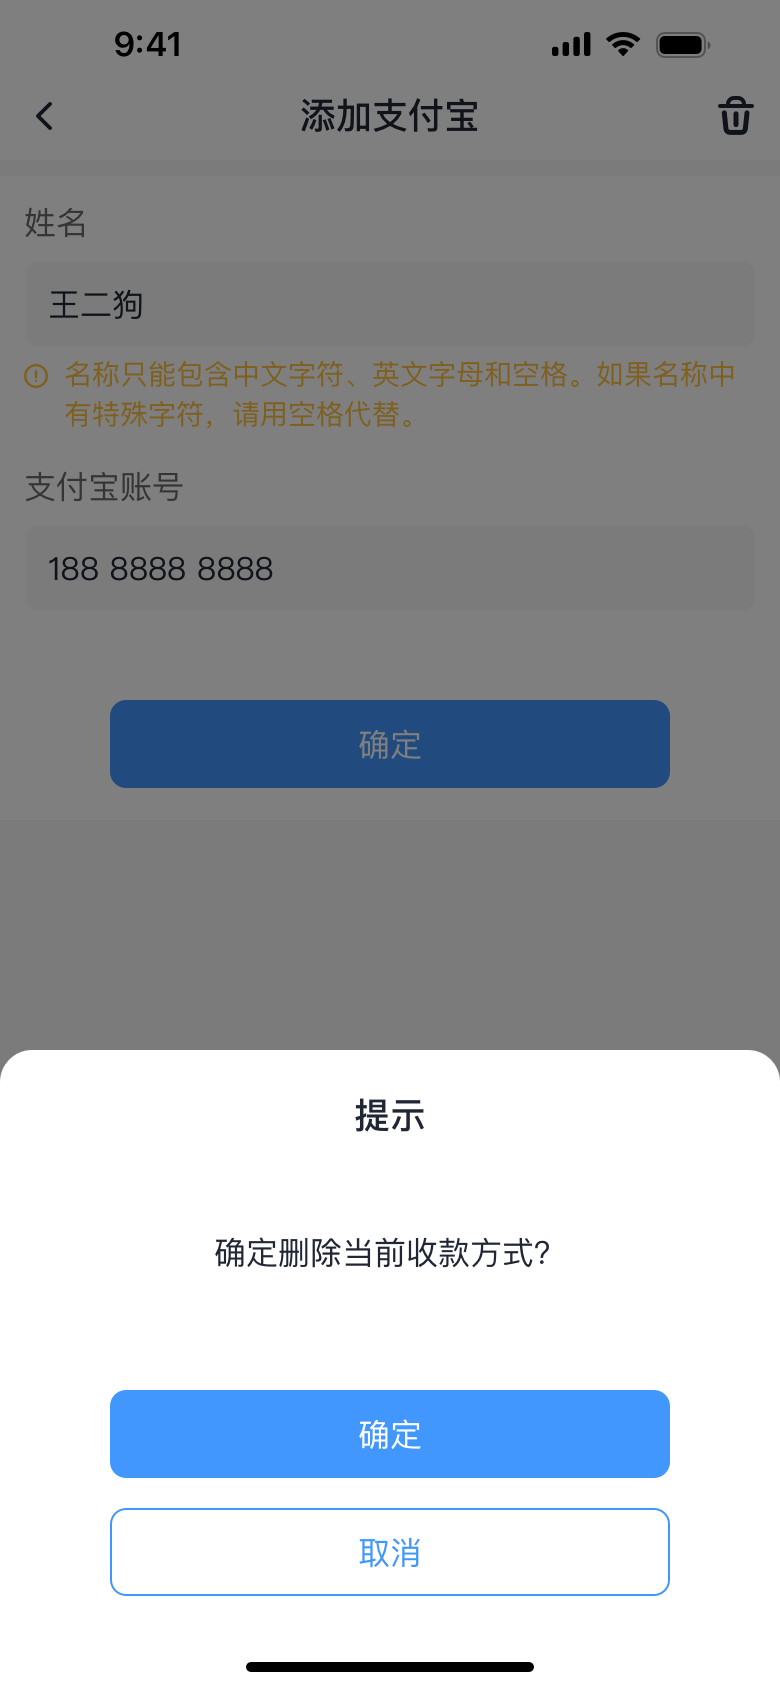 9:41
添加支付宝
姓名
王二狗
名称只能包含中文字符、英文字母和空格。如果名称中
有特殊字符，请用空格代替。
支付宝账号
188 8888 8888
确定
提示
确定删除当前收款方式?
确定
取消